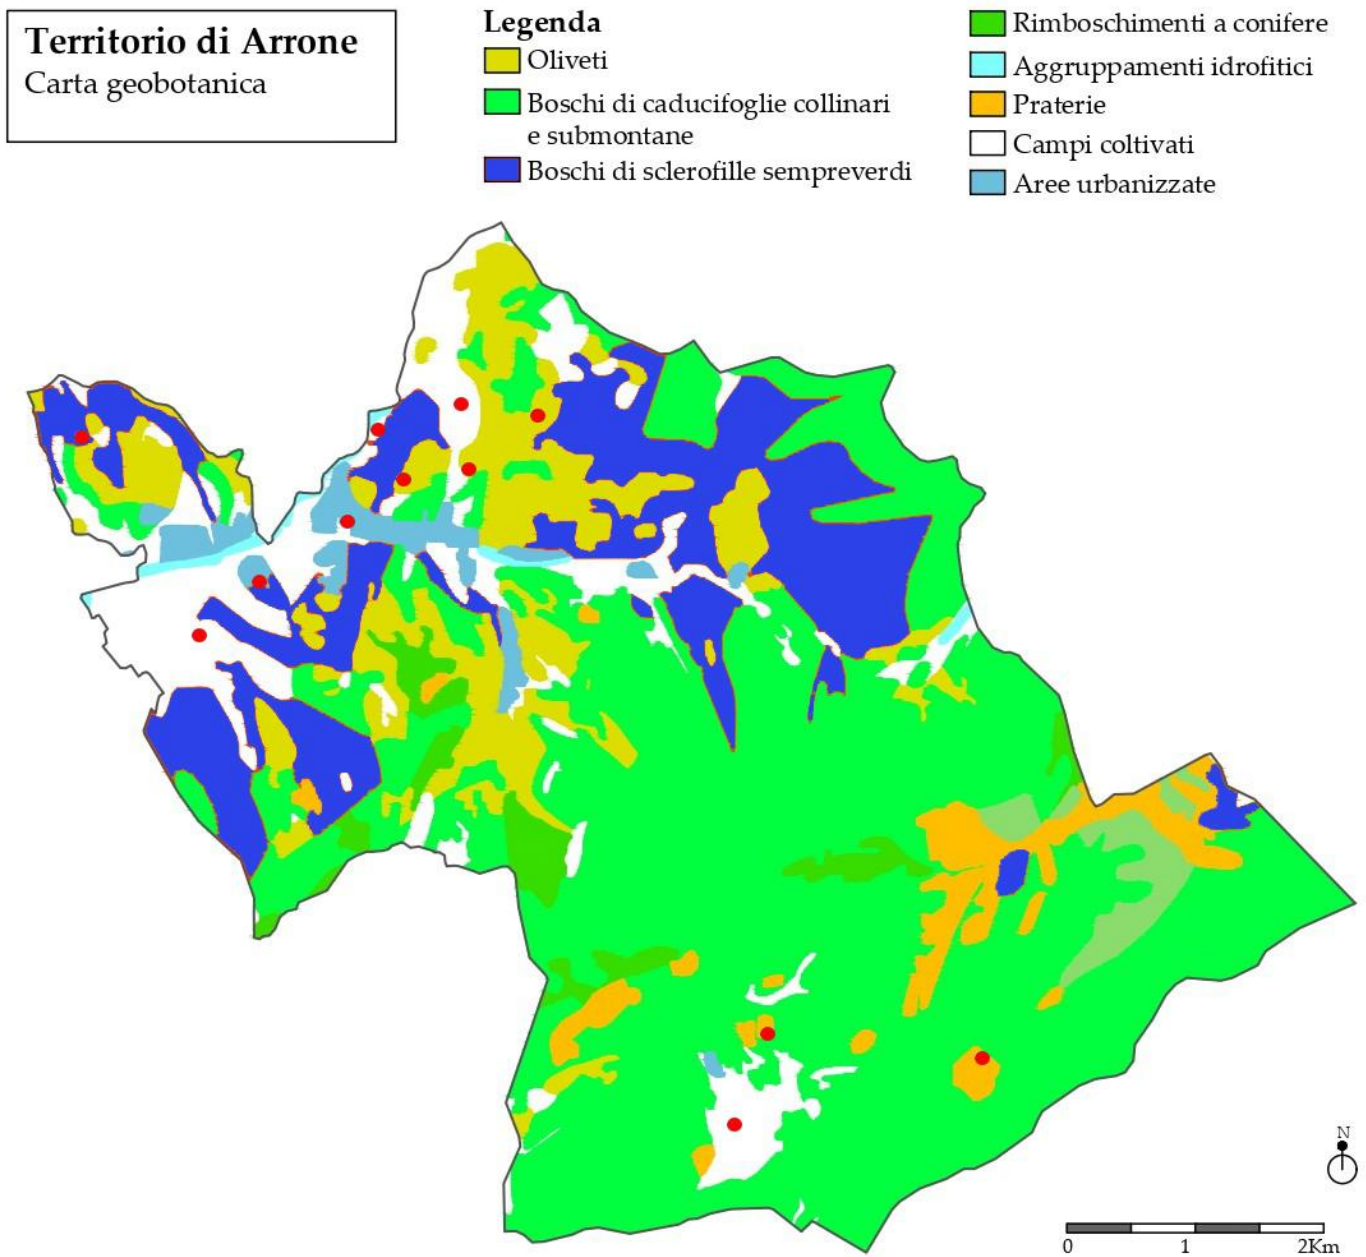 Territorio di Arrone
Carta geobotanica
Legenda
Oliveti
Boschi di caducifoglie collinari
e submontane
Boschi di sclerofille sempreverdi
Rimboschimenti a conifere
Aggruppamenti idrofitici
Praterie
Campi coltivati
Aree urbanizzate
N
0 1 2Km